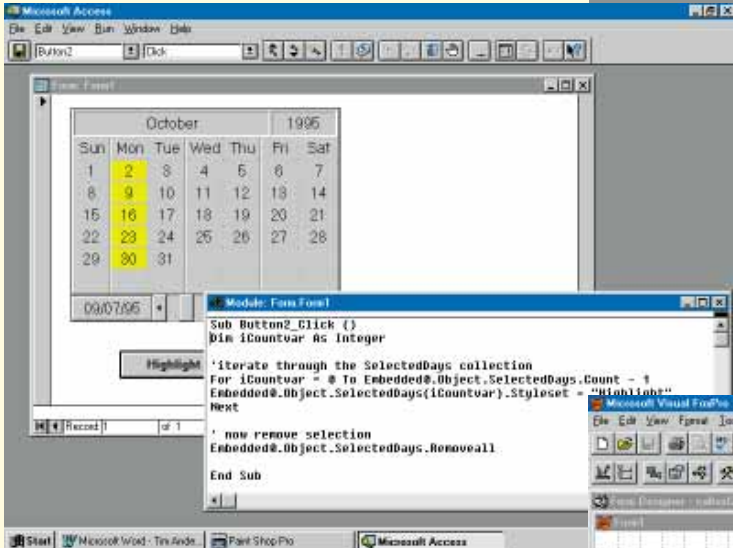 Microsoft Access
File Edit View Run Window Help
Button2 Click
Form: Form1
October 1995
Sun Mon Tue Wed Thu Fri Sat
1 2 3 4 5 6 7
8 9 10 11 12 13 14
15 16 17 18 19 20 21
22 23 24 25 26 27 28
29 30 31
09/07/95
Highlight
Record: 1 of 1
Module: Form.Form1
Sub Button2_Click ()
Dim iCountvar As Integer
'iterate through the SelectedDays collection
For iCountvar = 0 To Embedded0.Object.SelectedDays.Count - 1
Embedded0.Object.SelectedDays(iCountvar).Styleset = "Highlight"
Next
' now remove selection
Embedded0.Object.SelectedDays.Removeall
End Sub
Microsoft Visual FoxPro
File Edit View Format
Form Designer -
Form1
Start Microsoft Word - Tim Ande... Paint Shop Pro Microsoft Access